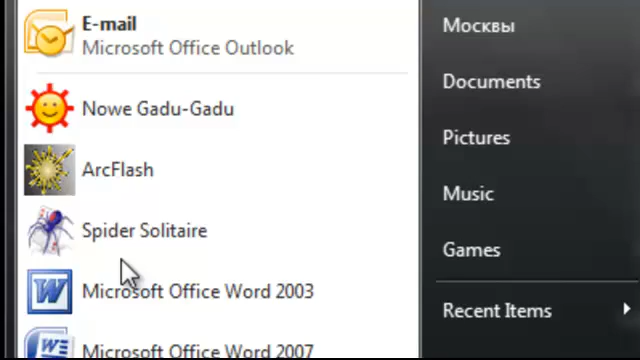 E-mail
Microsoft Office Outlook
Nowe Gadu-Gadu
ArcFlash
Spider Solitaire
Microsoft Office Word 2003
Microsoft Office Word 2007
Москвы
Documents
Pictures
Music
Games
Recent Items